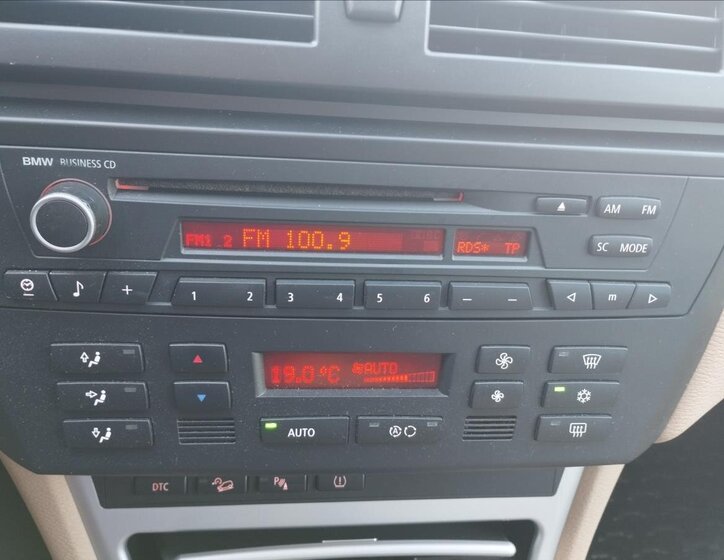 BMW BUSINESS CD
AM FM
FM1 2 FM 100.9
RDS* TP
SC MODE
1 2 3 4 5 6 m
19.0°C AUTO
AUTO A
DTC P